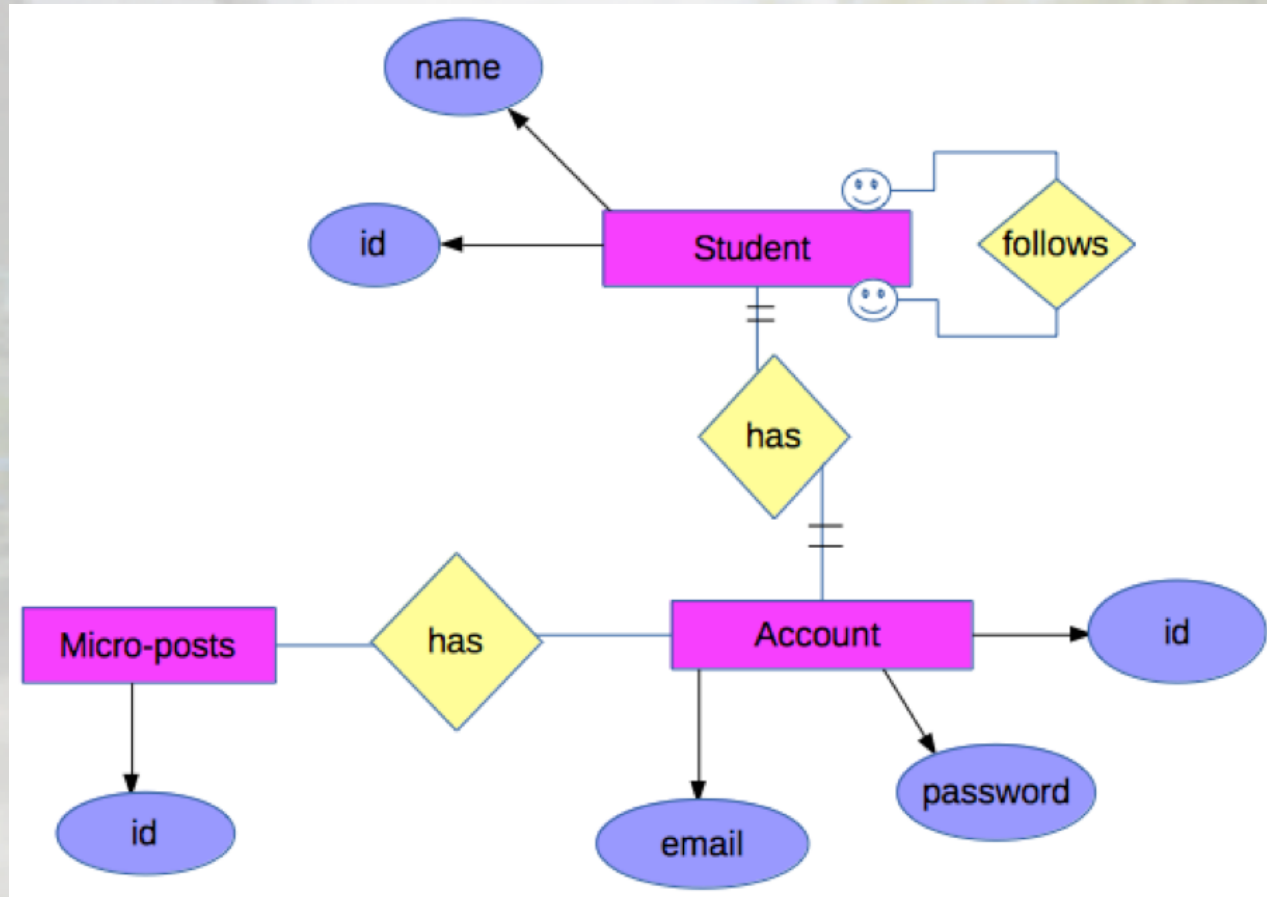 name
id
Student
follows
has
Micro-posts
has
Account
id
id
email
password